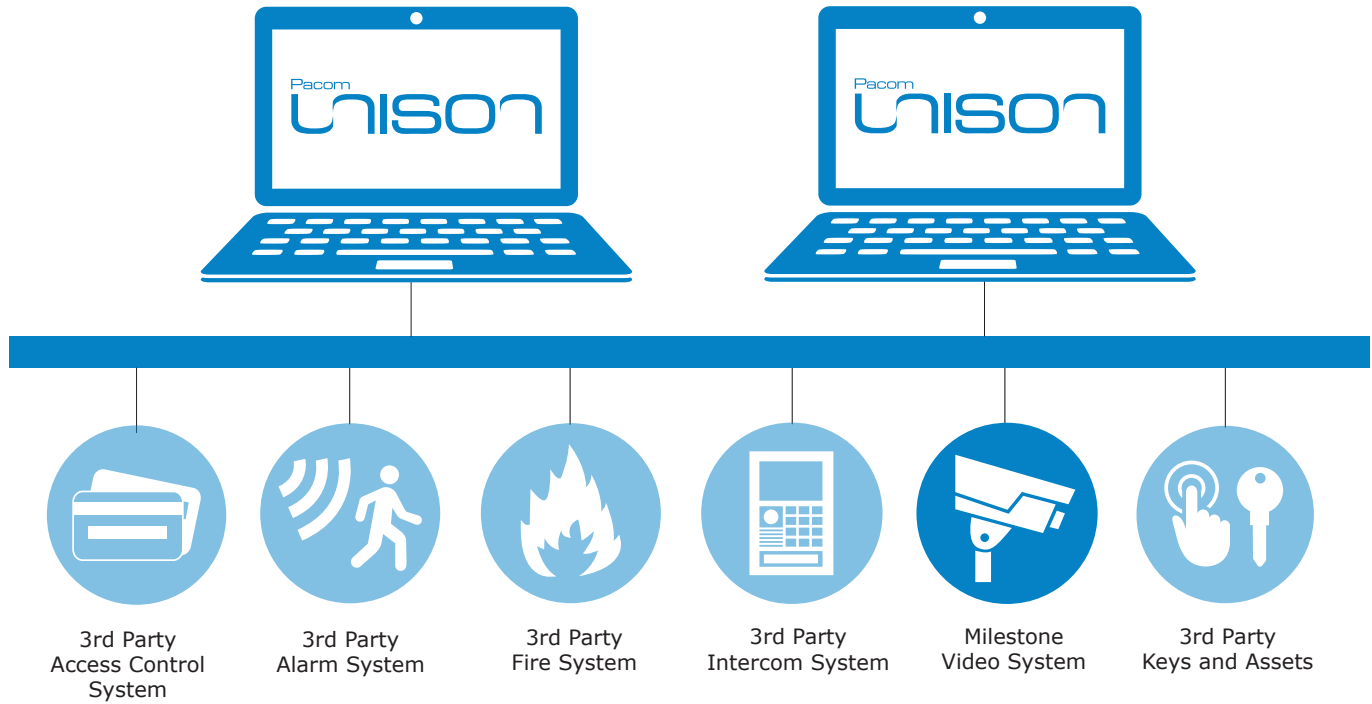 Pacom
UNISON
Pacom
UNISON
3rd Party
Access Control
System
3rd Party
Alarm System
3rd Party
Fire System
3rd Party
Intercom System
Milestone
Video System
3rd Party
Keys and Assets